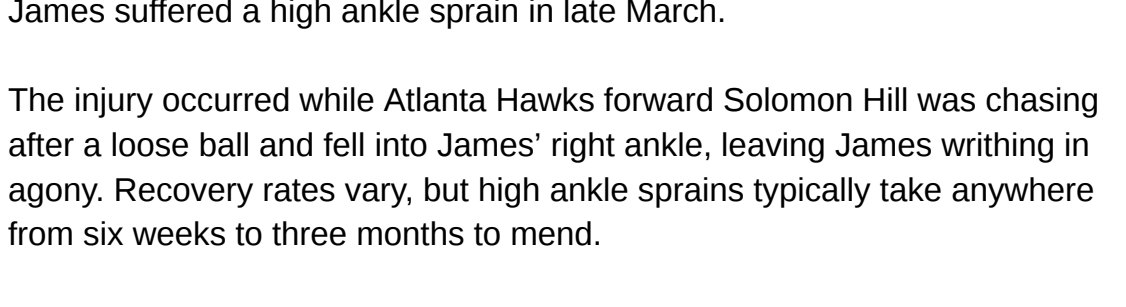 James suffered a high ankle sprain in late March.
The injury occurred while Atlanta Hawks forward Solomon Hill was chasing
after a loose ball and fell into James’ right ankle, leaving James writhing in
agony. Recovery rates vary, but high ankle sprains typically take anywhere
from six weeks to three months to mend.